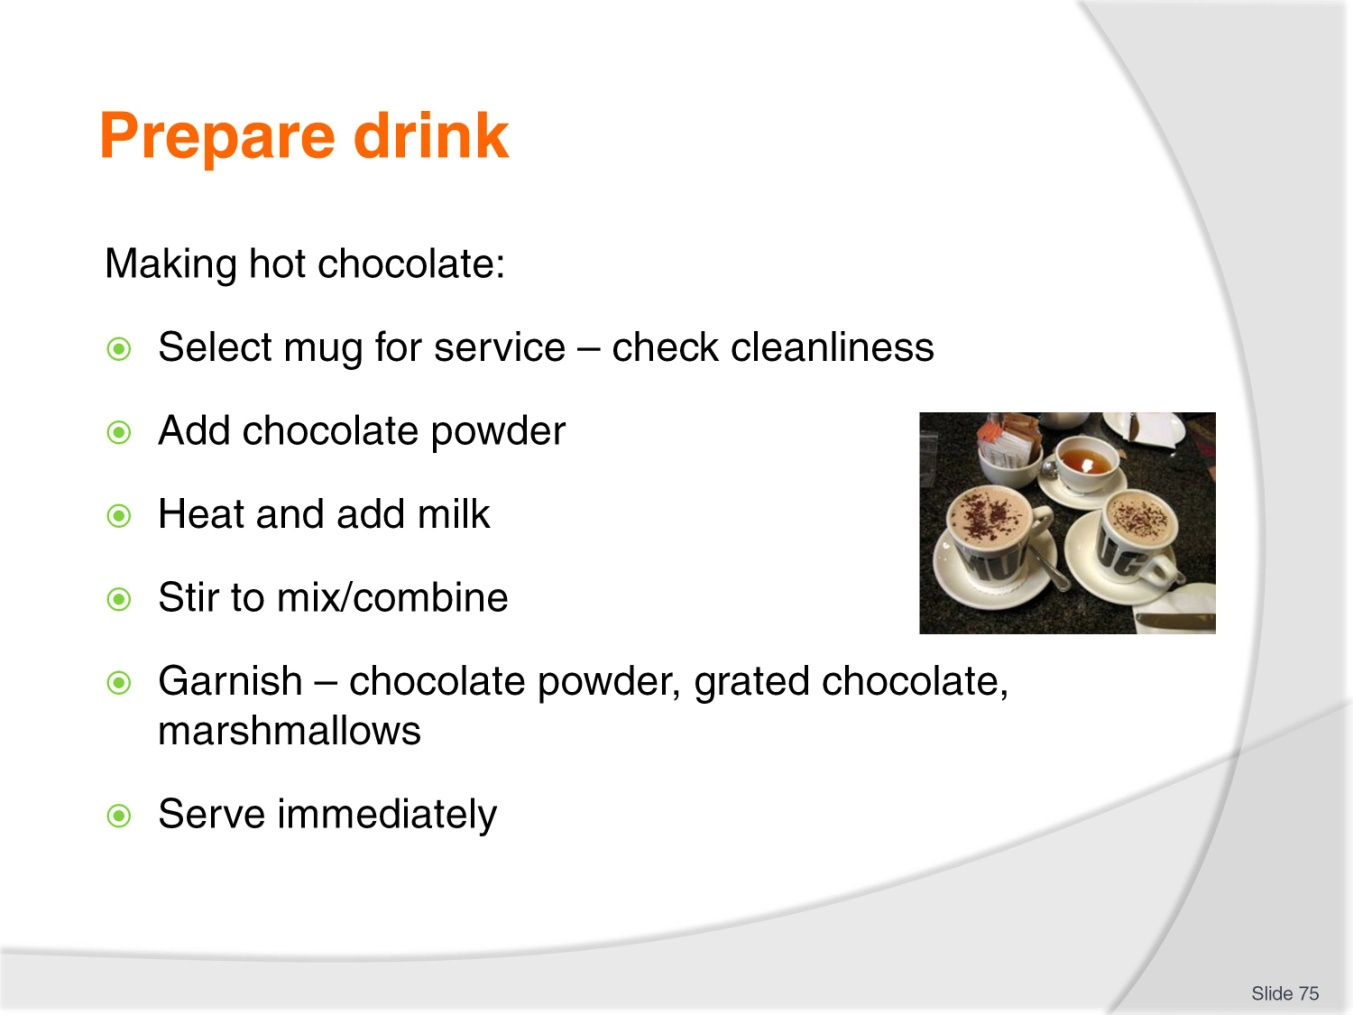 Prepare drink
Making hot chocolate:
Select mug for service – check cleanliness
Add chocolate powder
Heat and add milk
Stir to mix/combine
Garnish – chocolate powder, grated chocolate,
marshmallows
Serve immediately
Slide 75